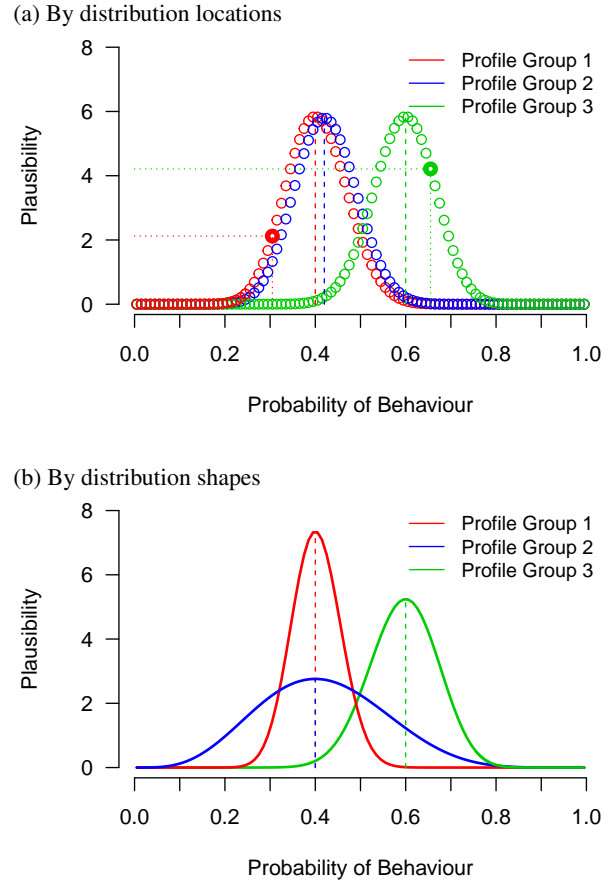 (a) By distribution locations
8
6
4
2
0
Plausibility
Profile Group 1
Profile Group 2
Profile Group 3
0.0 0.2 0.4 0.6 0.8 1.0
Probability of Behaviour
(b) By distribution shapes
8
6
4
2
0
Plausibility
Profile Group 1
Profile Group 2
Profile Group 3
0.0 0.2 0.4 0.6 0.8 1.0
Probability of Behaviour